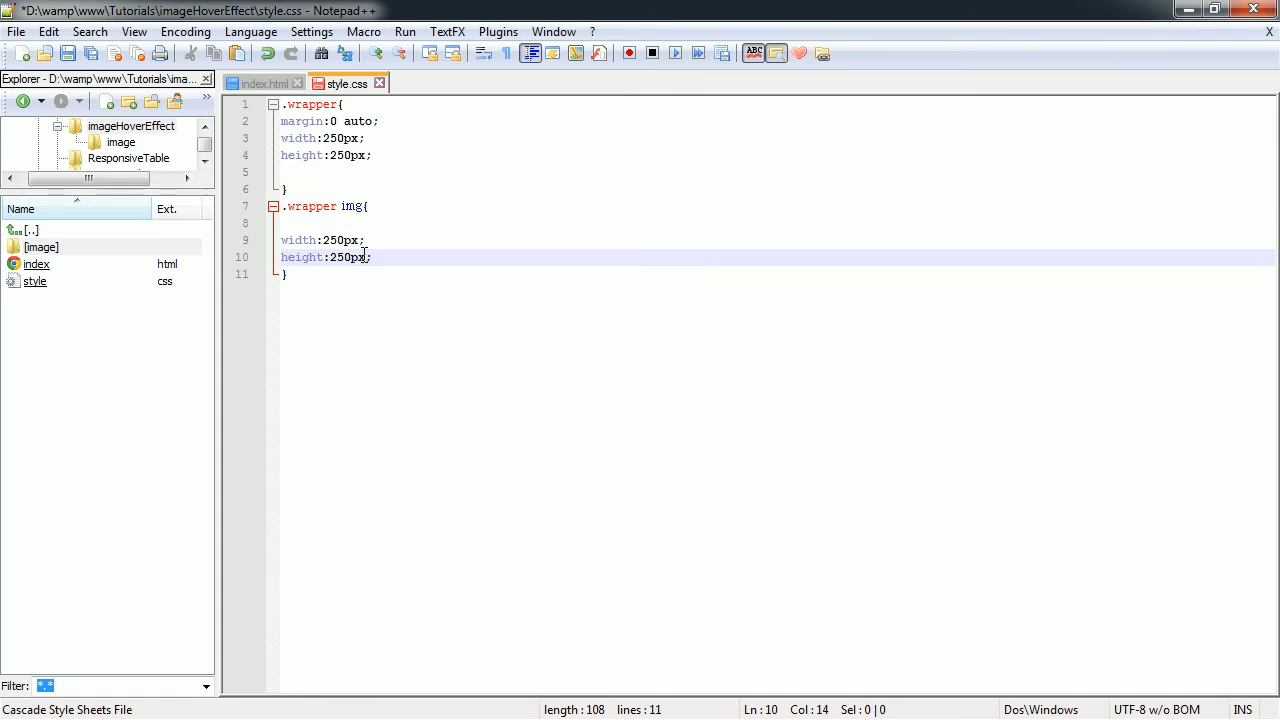 *D:\wamp\www\Tutorials\imageHoverEffect\style.css - Notepad++
File Edit Search View Encoding Language Settings Macro Run TextFX Plugins Window ? X
ABC
Explorer - D:\wamp\www\Tutorials\ima...
index.html style.css
imageHoverEffect
image
ResponsiveTable
Name Ext.
[..]
[image]
index html
style css
Filter: *.*
1 .wrapper{
2 margin:0 auto;
3 width:250px;
4 height:250px;
5
6 }
7 .wrapper img{
8
9 width:250px;
10 height:250px;
11 }
Cascade Style Sheets File length : 108 lines : 11 Ln : 10 Col : 14 Sel : 0 | 0 Dos\Windows UTF-8 w/o BOM INS